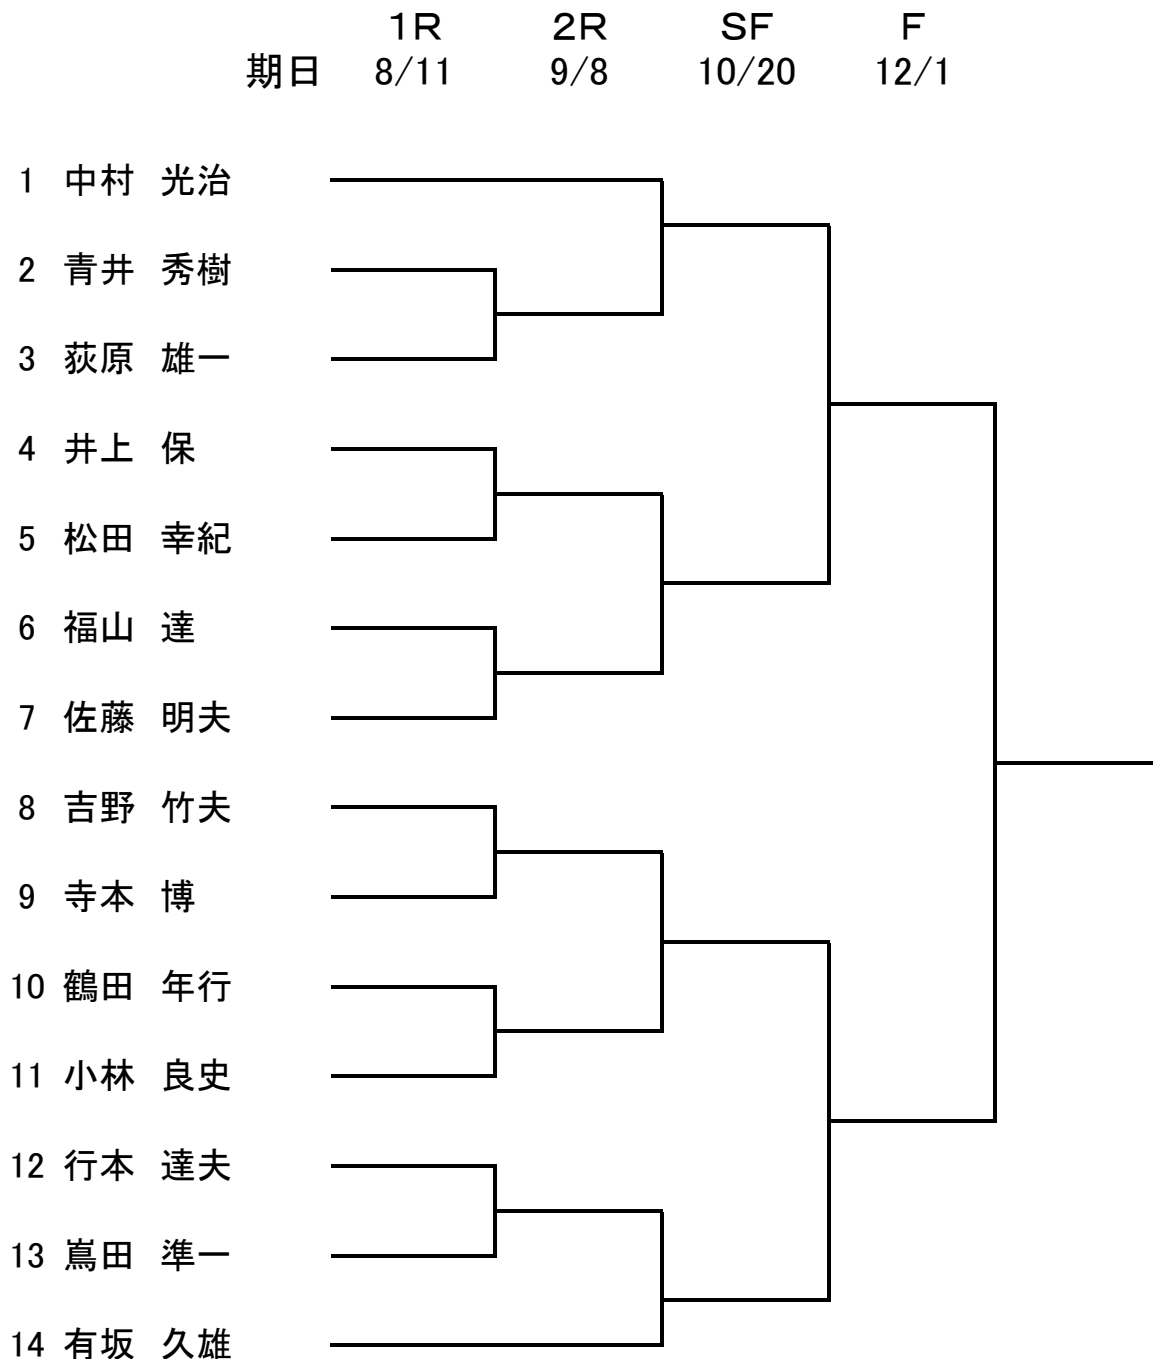 1R 2R SF F
期日 8/11 9/8 10/20 12/1
1 中村 光治
2 青井 秀樹
3 荻原 雄一
4 井上 保
5 松田 幸紀
6 福山 達
7 佐藤 明夫
8 吉野 竹夫
9 寺本 博
10 鶴田 年行
11 小林 良史
12 行本 達夫
13 嶌田 準一
14 有坂 久雄